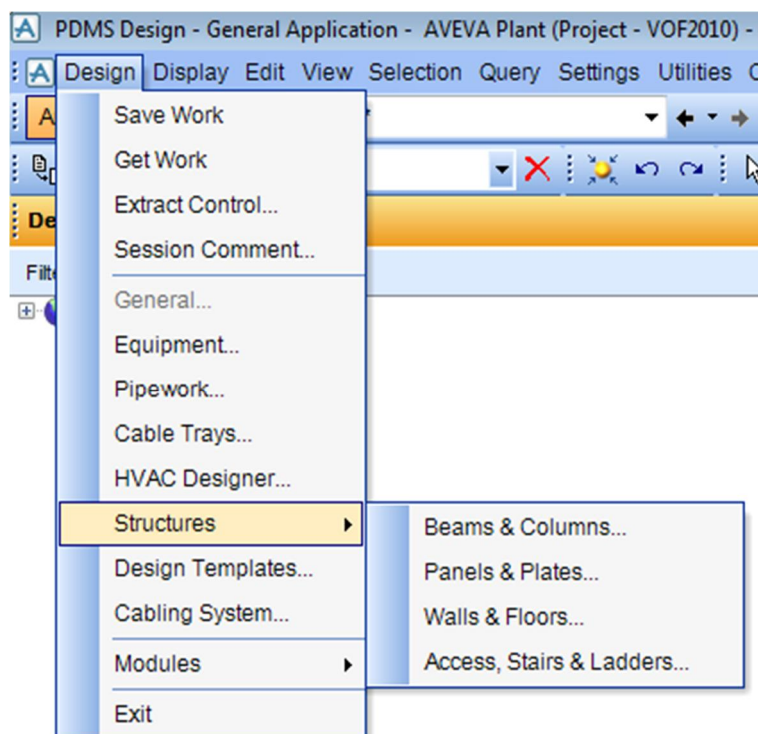 PDMS Design - General Application - AVEVA Plant (Project - VOF2010) -
Design Display Edit View Selection Query Settings Utilities
Save Work
Get Work
Extract Control...
Session Comment...
General...
Equipment...
Pipework...
Cable Trays...
HVAC Designer...
Structures
Beams & Columns...
Panels & Plates...
Walls & Floors...
Access, Stairs & Ladders...
Design Templates...
Cabling System...
Modules
Exit